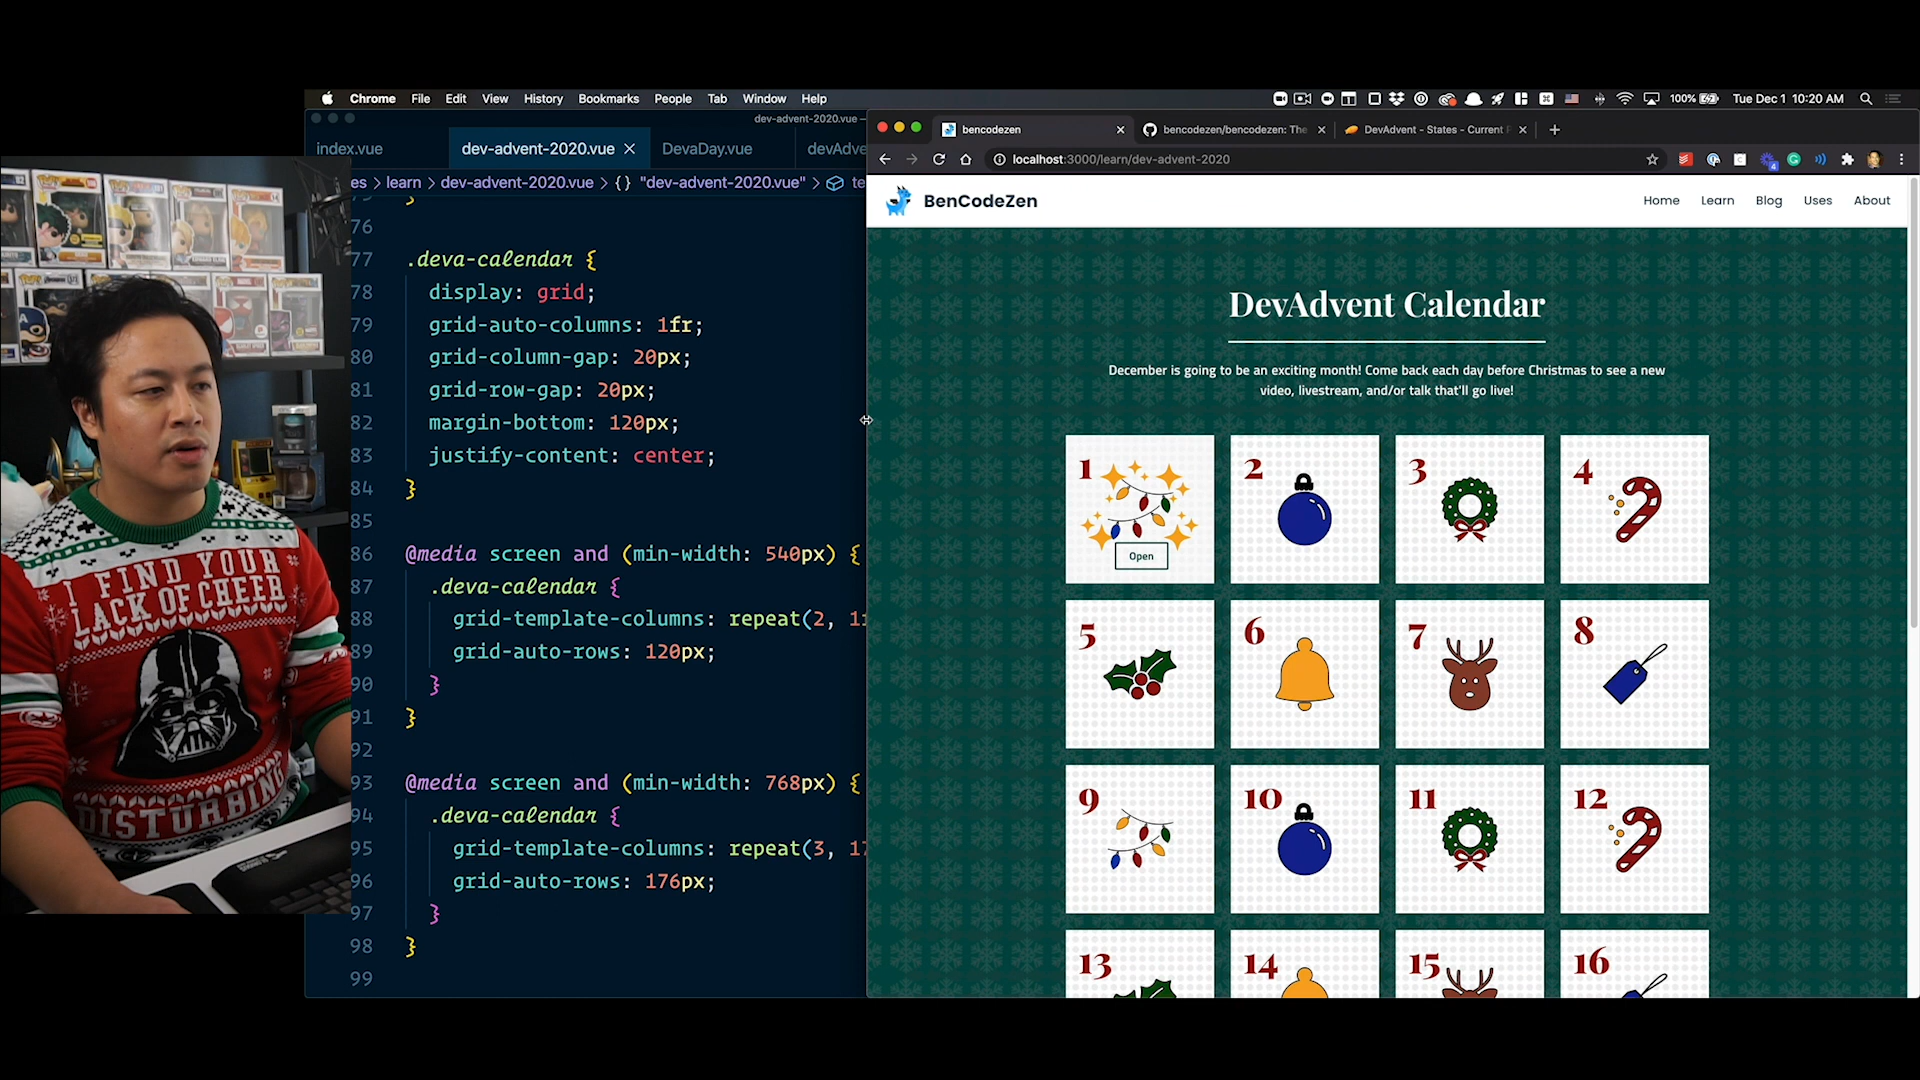 Chrome File Edit View History Bookmarks People Tab Window Help
100% Tue Dec 1 10:20 AM
dev-advent-2020.vue —
index.vue dev-advent-2020.vue DevaDay.vue devAdve
es > learn > dev-advent-2020.vue > {} "dev-advent-2020.vue" > te
75 }
76
77 .deva-calendar {
78 display: grid;
79 grid-auto-columns: 1fr;
80 grid-column-gap: 20px;
81 grid-row-gap: 20px;
82 margin-bottom: 120px;
83 justify-content: center;
84 }
85
86 @media screen and (min-width: 540px) {
87 .deva-calendar {
88 grid-template-columns: repeat(2, 1
89 grid-auto-rows: 120px;
90 }
91 }
92
93 @media screen and (min-width: 768px) {
94 .deva-calendar {
95 grid-template-columns: repeat(3, 17
96 grid-auto-rows: 176px;
97 }
98 }
99
I FIND YOUR
LACK OF CHEER
DISTURBING
bencodezen
bencodezen/bencodezen: The
DevAdvent - States - Current
localhost:3000/learn/dev-advent-2020
BenCodeZen
Home Learn Blog Uses About
DevAdvent Calendar
December is going to be an exciting month! Come back each day before Christmas to see a new
video, livestream, and/or talk that'll go live!
1 2 3 4
Open
5 6 7 8
9 10 11 12
13 14 15 16